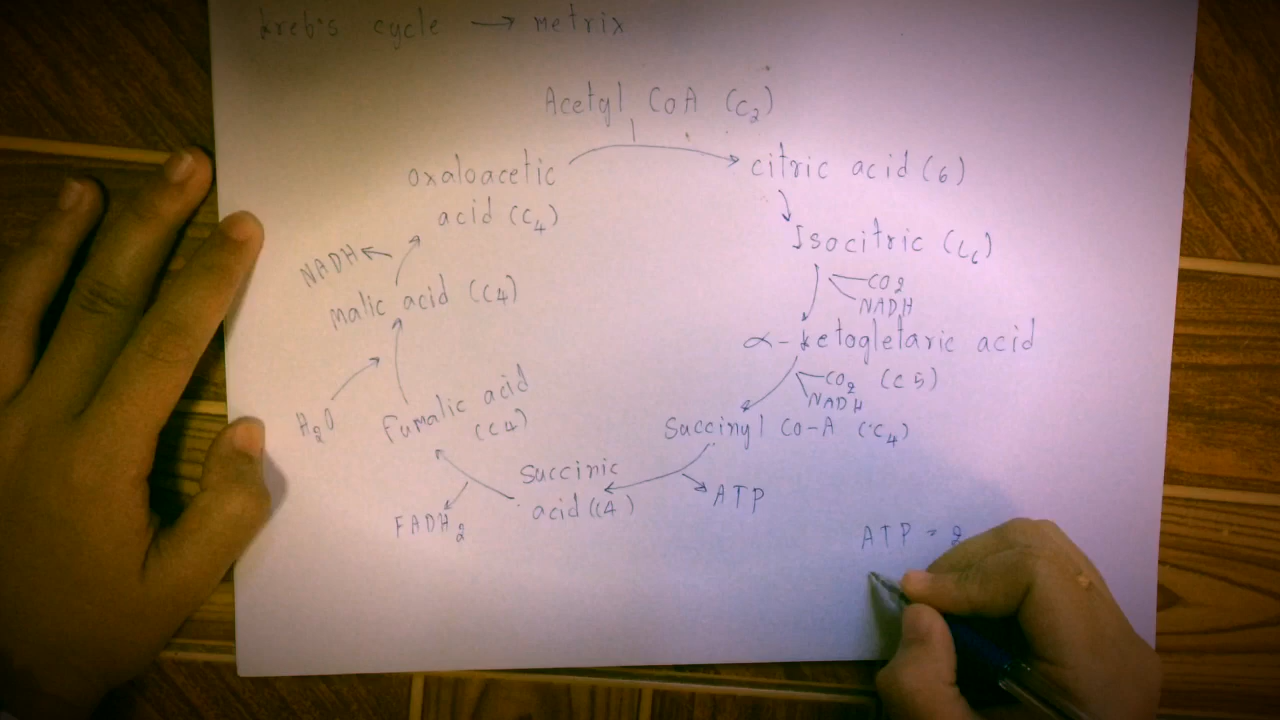 kreb's cycle → metrix
Acetyl CoA (C2)
oxaloacetic
acid (C4)
citric acid (6)
Isocitric (C6)
CO2
NADH
α-ketogletaric acid
(C5)
CO2
NADH
Succinyl Co-A (C4)
ATP
Succinic
acid (C4)
FADH2
Fumalic acid
(C4)
H2O
Malic acid (C4)
NADH
ATP = 2